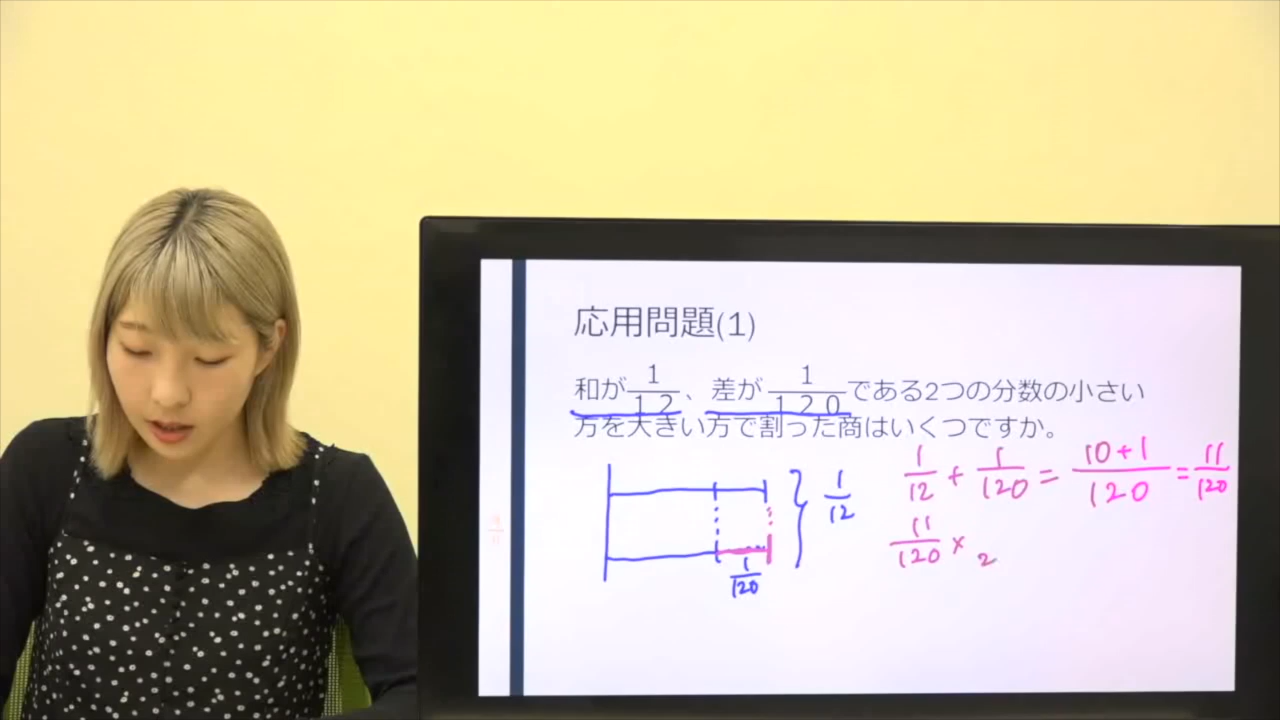 応用問題(1)
和が1/12、差が1/120である2つの分数の小さい
方を大きい方で割った商はいくつですか。
1/12 + 1/120 = 10+1/120 = 11/120
1/12
11/120 × 2
1/120